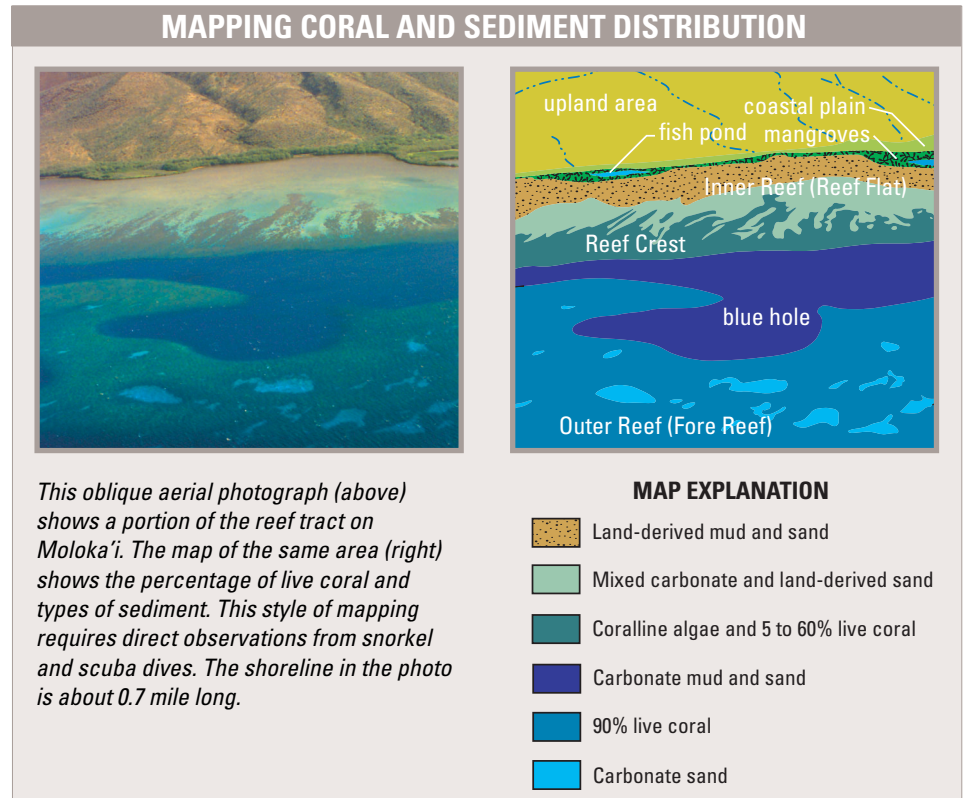 MAPPING CORAL AND SEDIMENT DISTRIBUTION
upland area
coastal plain
fish pond
mangroves
Inner Reef (Reef Flat)
Reef Crest
blue hole
Outer Reef (Fore Reef)
This oblique aerial photograph (above)
shows a portion of the reef tract on
Moloka‘i. The map of the same area (right)
shows the percentage of live coral and
types of sediment. This style of mapping
requires direct observations from snorkel
and scuba dives. The shoreline in the photo
is about 0.7 mile long.
MAP EXPLANATION
Land-derived mud and sand
Mixed carbonate and land-derived sand
Coralline algae and 5 to 60% live coral
Carbonate mud and sand
90% live coral
Carbonate sand